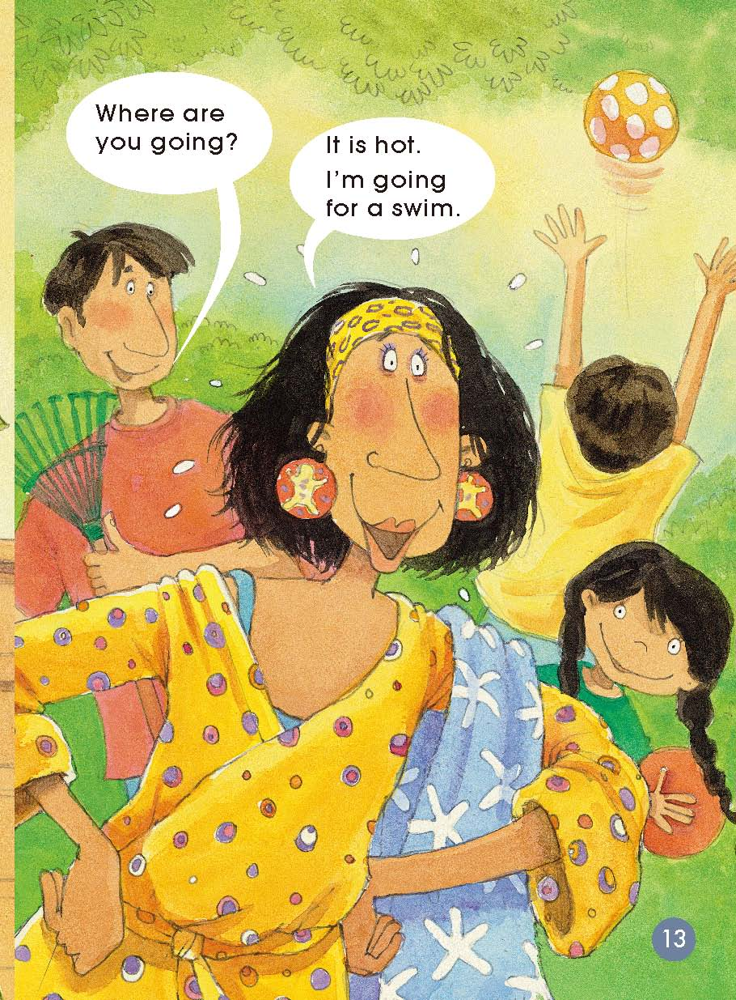 Where are
you going?
It is hot.
I'm going
for a swim.
13